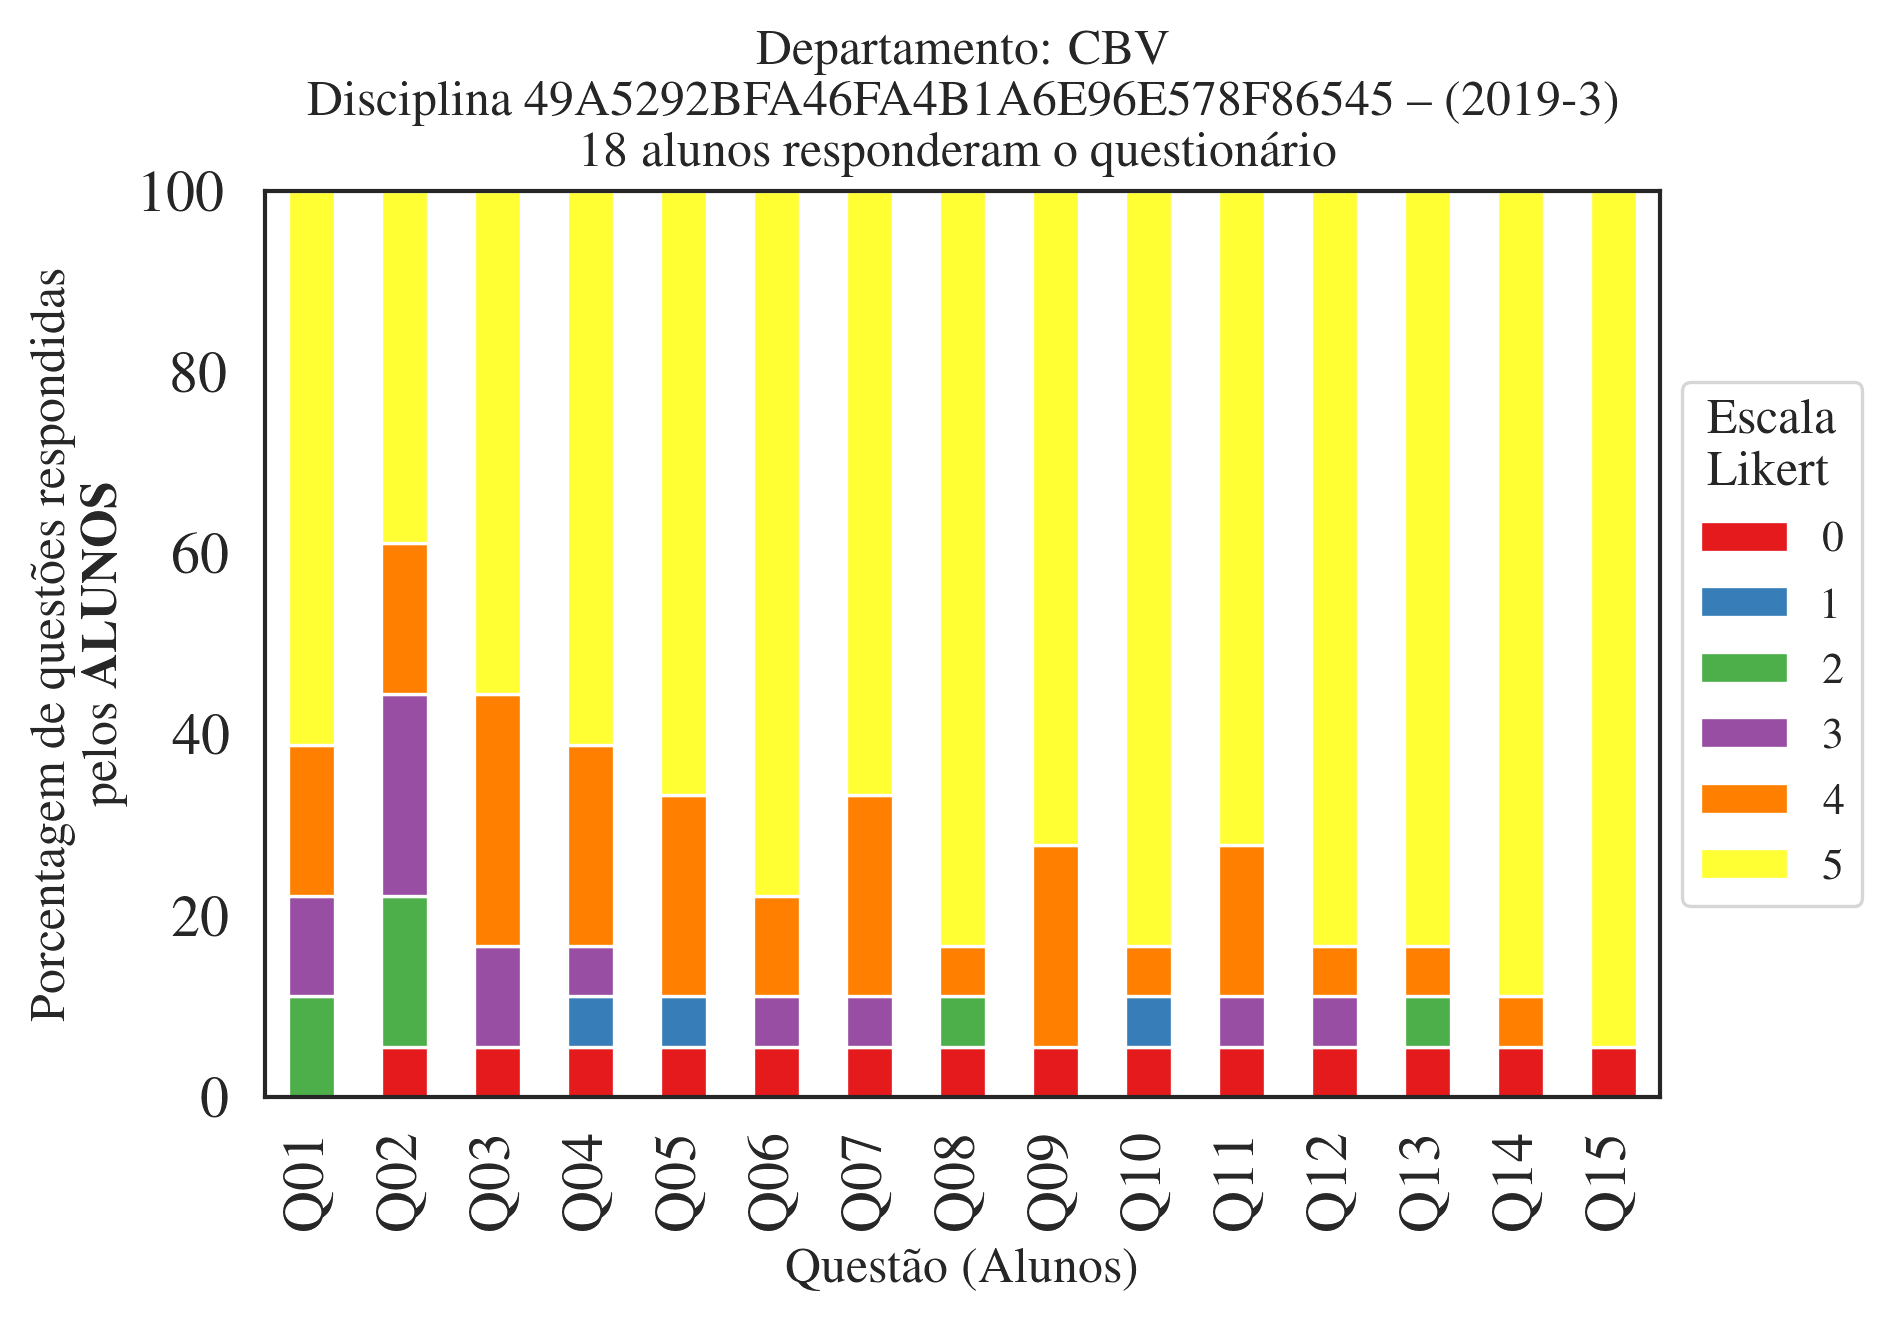 Departamento: CBV
Disciplina 49A5292BFA46FA4B1A6E96E578F86545 – (2019-3)
18 alunos responderam o questionário
Porcentagem de questões respondidas
pelos ALUNOS
100
80
60
40
20
0
Q01
Q02
Q03
Q04
Q05
Q06
Q07
Q08
Q09
Q10
Q11
Q12
Q13
Q14
Q15
Questão (Alunos)
Escala
Likert
0
1
2
3
4
5